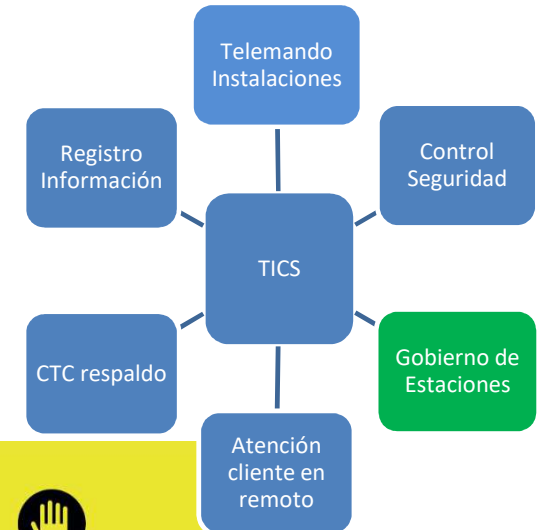 Telemando
Instalaciones
Registro
Información
Control
Seguridad
TICS
CTC respaldo
Gobierno de
Estaciones
Atención
cliente en
remoto